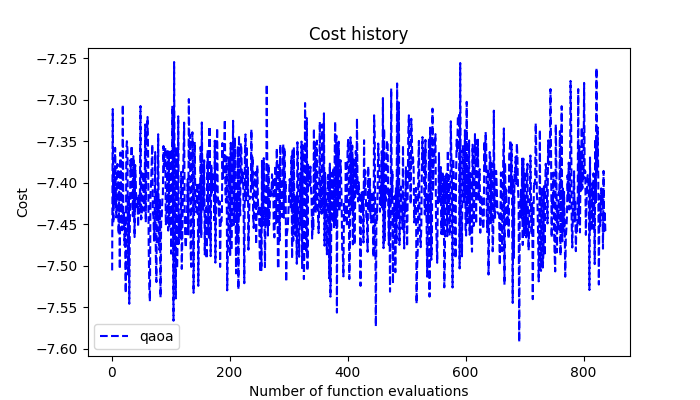 Cost history
−7.25
−7.30
−7.35
−7.40
−7.45
−7.50
−7.55
−7.60
Cost
qaoa
0 200 400 600 800
Number of function evaluations